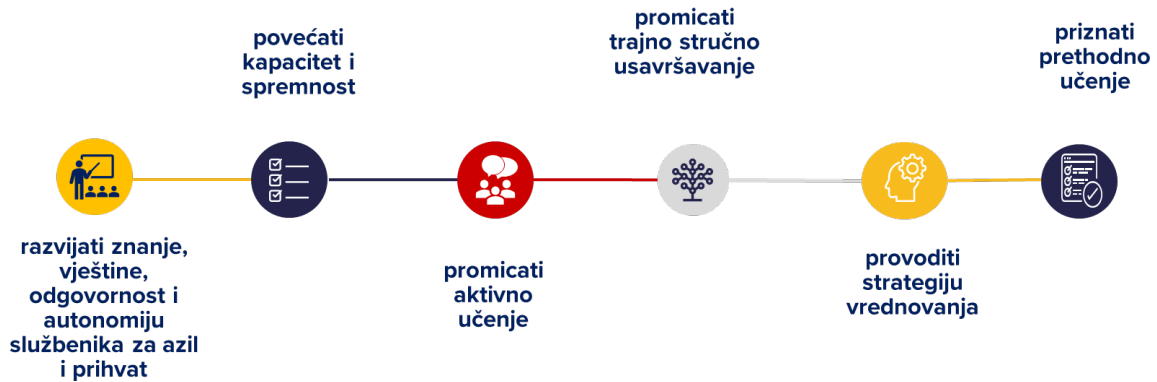 razvijati znanje,
vještine,
odgovornost i
autonomiju
službenika za azil
i prihvat
povećati
kapacitet i
spremnost
promicati
aktivno
učenje
promicati
trajno stručno
usavršavanje
provoditi
strategiju
vrednovanja
priznati
prethodno
učenje